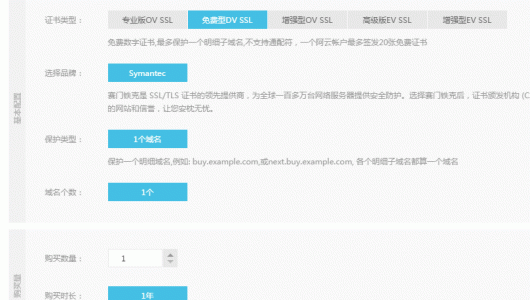 证书类型： 专业版OV SSL 免费型DV SSL 增强型OV SSL 高级版EV SSL 增强型EV SSL
免费数字证书,最多保护一个明细子域名,不支持通配符，一个阿云帐户最多签发20张免费证书
选择品牌： Symantec
赛门铁克是 SSL/TLS 证书的领先提供商，为全球一百多万台网络服务器提供安全防护。选择赛门铁克后，证书颁发机构 (C
的网站和信誉，让您安枕无忧。
保护类型： 1个域名
保护一个明细域名,例如: buy.example.com,或next.buy.example.com, 各个明细子域名都算一个域名
域名个数： 1个
购买数量： 1
购买时长： 1年